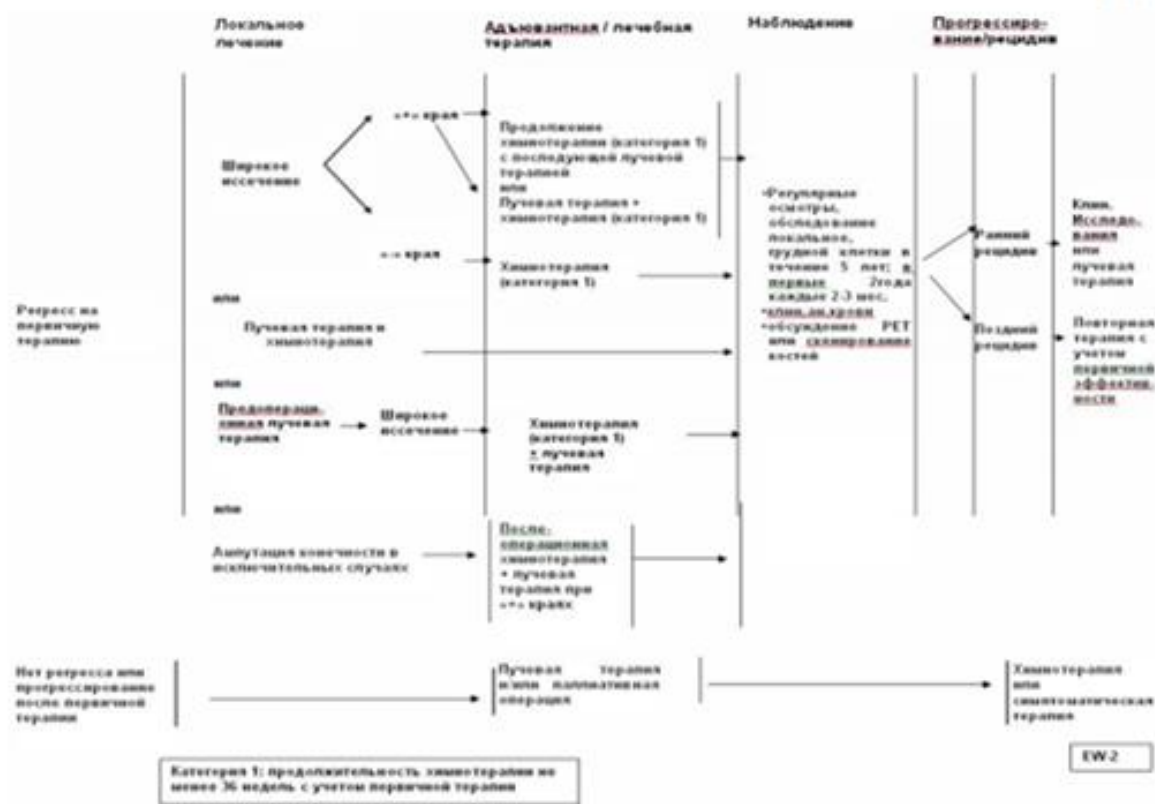 Локальное
лечение
Адъювантная / лечебная
терапия
Наблюдение
Прогрессиро-
вание/рецидив
Регресс на
первичную
терапию
Широкое
иссечение
«+» края
«-» края
Продолжение
химиотерапии (категория 1)
с последующей лучевой
терапией
или
Лучевая терапия +
химиотерапия (категория 1)
Химиотерапия
(категория 1)
или
Лучевая терапия и
химиотерапия
или
Предопераци.
онная лучевая
терапия
Широкое
иссечение
Химиотерапия
(категория 1)
± лучевая
терапия
или
Ампутация конечности в
исключительных случаях
После-
операционная
химиотерапия
+ лучевая
терапия при
«+» краях
•Регулярные
осмотры,
обследование
локальное,
грудной клетки в
течение 5 лет; в
первые 2года
каждые 2-3 мес.
•клин.ан.крови
•обсуждение PET
или сканирование
костей
Ранний
рецидив
Поздний
рецидив
Клин.
Исследо-
вания
или
лучевая
терапия
Повторная
терапия с
учетом
первичной
эффектив.
ности
Нет регресса или
прогрессирование
после первичной
терапии
Лучевая терапия
и/или паллиативная
операция
Химиотерапия
или
симптоматическая
терапия
Категория 1: продолжительность химиотерапии не
менее 36 недель с учетом первичной терапии
EW-2